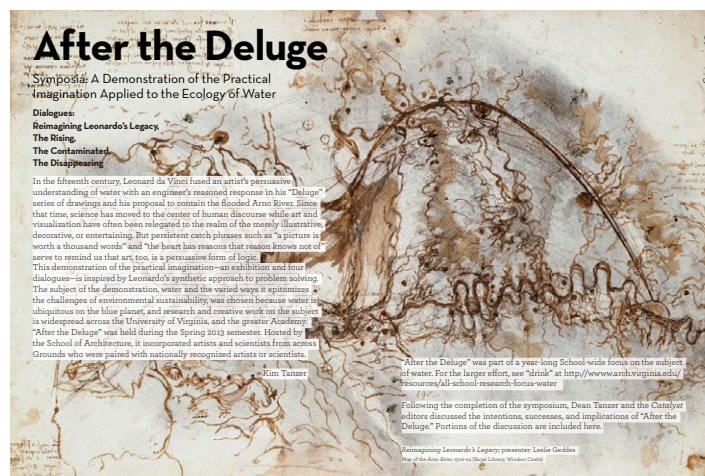 After the Deluge
Symposia: A Demonstration of the Practical
Imagination Applied to the Ecology of Water
Dialogues:
Reimagining Leonardo's Legacy,
The Rising,
The Contaminated,
The Disappearing
In the fifteenth century, Leonard da Vinci fused an artist's persuasive
understanding of water with an engineer's reasoned response in his "Deluge"
series of drawings and his proposal to contain the flooded Arno River. Since
that time, science has moved to the center of human discourse while art and
visualization have often been relegated to the realm of the merely illustrative,
decorative, or entertaining. But persistent catch phrases such as "a picture is
worth a thousand words" and "the heart has reasons that reason knows not of"
serve to remind us that art, too, is a persuasive form of logic.
This demonstration of the practical imagination—an exhibition and four
dialogues—is inspired by Leonardo's synthetic approach to problem solving.
The subject of the demonstration, water and the varied ways it epitomizes
the challenges of environmental sustainability, was chosen because water is
ubiquitous on the blue planet, and research and creative work on the subject
is widespread across the University of Virginia, and the greater Academy.
"After the Deluge" was held during the Spring 2013 semester. Hosted by
the School of Architecture, it incorporated artists and scientists from across
Grounds who were paired with nationally recognized artists or scientists.
Kim Tanzer
"After the Deluge" was part of a year-long School-wide focus on the subject
of water. For the larger effort, see "drink" at http://wwww.arch.virginia.edu/
resources/all-school-research-focus-water
Following the completion of the symposium, Dean Tanzer and the Catalyst
editors discussed the intentions, successes, and implications of "After the
Deluge." Portions of the discussion are included here.
Reimagining Leonardo's Legacy; presenter: Leslie Geddes
Map of the Arno River, 1502-04 (Royal Library, Windsor Castle)